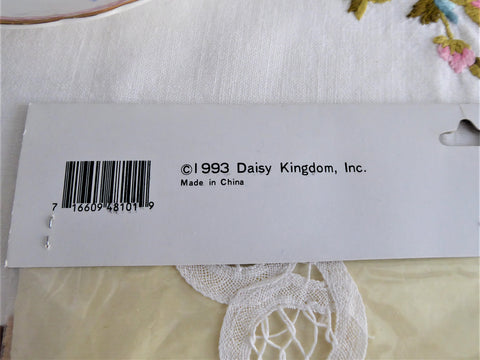 ©1993 Daisy Kingdom, Inc.
Made in China
7 16609 48101 9